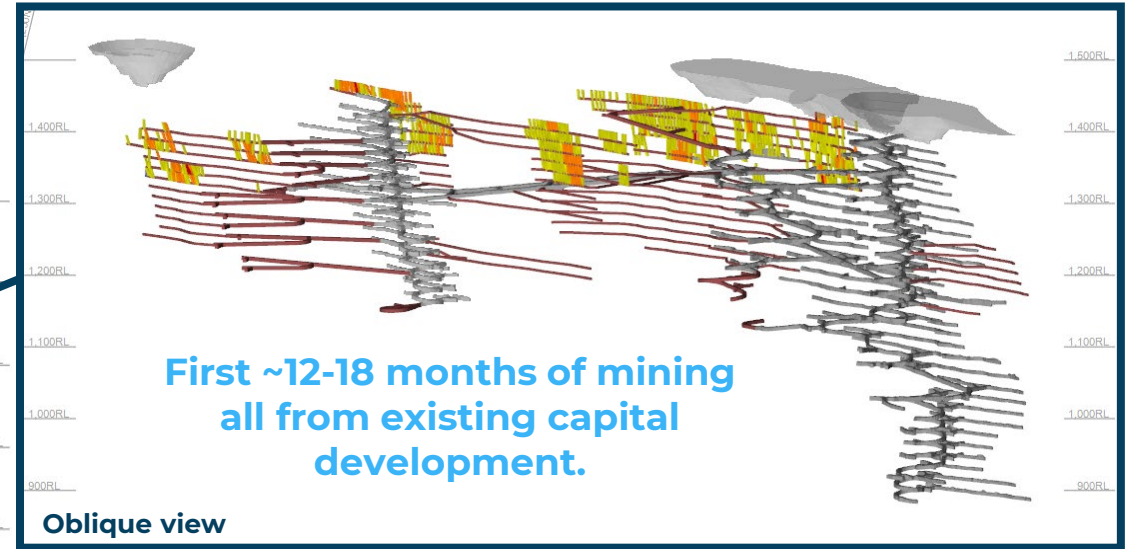 1,500RL
1,400RL
1,400RL
1,300RL
1,300RL
1,200RL
1,200RL
1,100RL
1,100RL
First ~12-18 months of mining
all from existing capital
development.
1,000RL
1,000RL
900RL
900RL
Oblique view